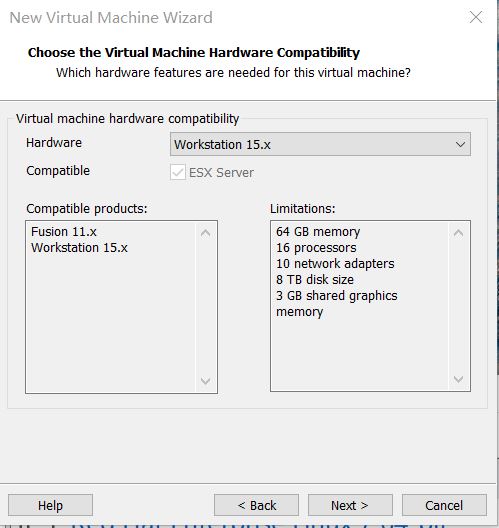 New Virtual Machine Wizard
Choose the Virtual Machine Hardware Compatibility
Which hardware features are needed for this virtual machine?
Virtual machine hardware compatibility
Hardware
Workstation 15.x
Compatible
ESX Server
Compatible products:
Fusion 11.x
Workstation 15.x
Limitations:
64 GB memory
16 processors
10 network adapters
8 TB disk size
3 GB shared graphics
memory
Help
< Back
Next >
Cancel